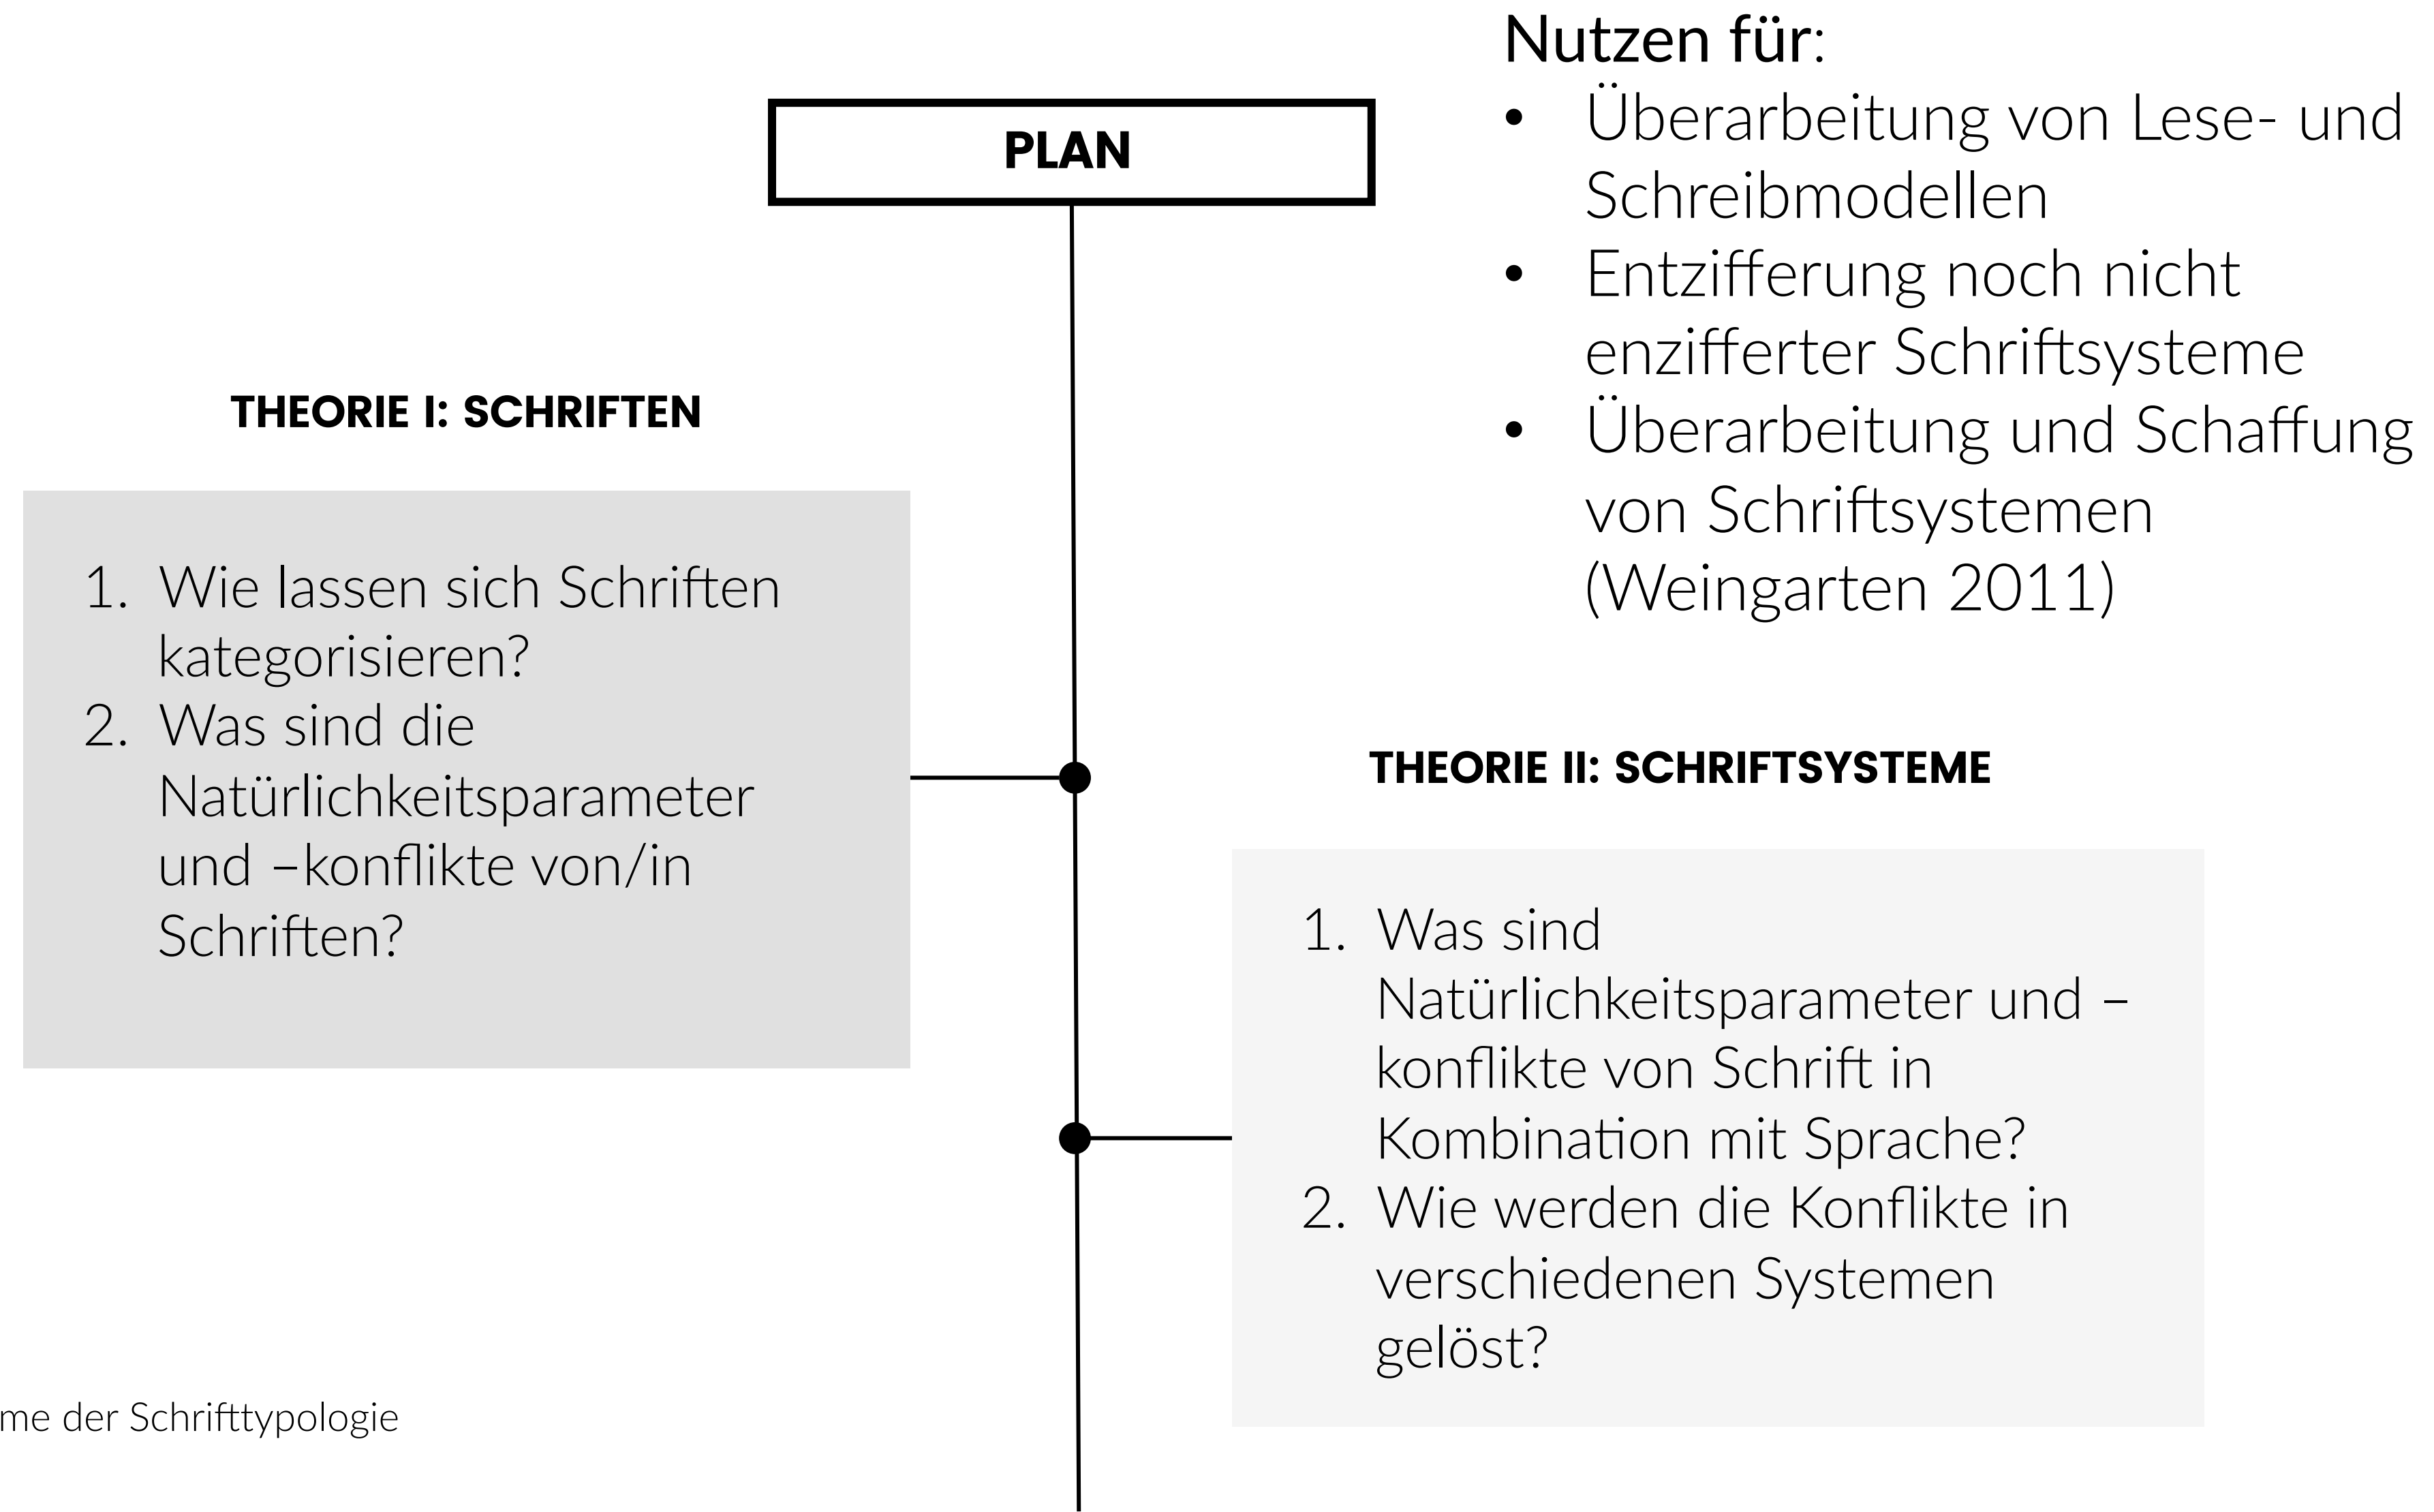 PLAN
Nutzen für:
• Überarbeitung von Lese- und
Schreibmodellen
• Entzifferung noch nicht
enzifferter Schriftsysteme
• Überarbeitung und Schaffung
von Schriftsystemen
(Weingarten 2011)
THEORIE I: SCHRIFTEN
1. Wie lassen sich Schriften
kategorisieren?
2. Was sind die
Natürlichkeitsparameter
und –konflikte von/in
Schriften?
THEORIE II: SCHRIFTSYSTEME
1. Was sind
Natürlichkeitsparameter und –
konflikte von Schrift in
Kombination mit Sprache?
2. Wie werden die Konflikte in
verschiedenen Systemen
gelöst?
me der Schrifttypologie